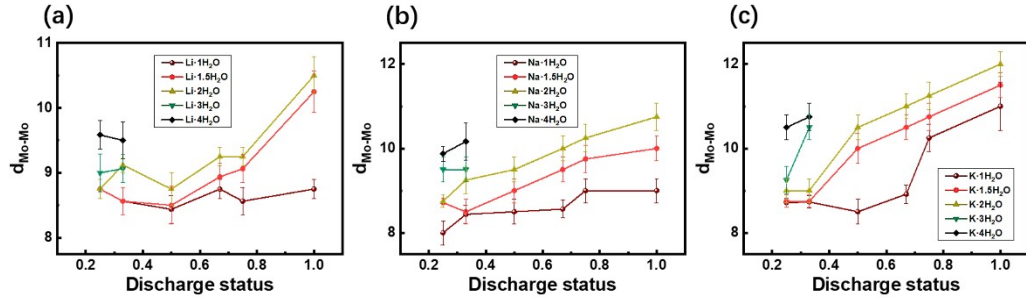 (a)
11
10
9
8
d_Mo-Mo
Li·1H₂O
Li·1.5H₂O
Li·2H₂O
Li·3H₂O
Li·4H₂O
0.2 0.4 0.6 0.8 1.0
Discharge status
(b)
12
10
8
d_Mo-Mo
Na·1H₂O
Na·1.5H₂O
Na·2H₂O
Na·3H₂O
Na·4H₂O
0.2 0.4 0.6 0.8 1.0
Discharge status
(c)
12
10
8
d_Mo-Mo
K·1H₂O
K·1.5H₂O
K·2H₂O
K·3H₂O
K·4H₂O
0.2 0.4 0.6 0.8 1.0
Discharge status